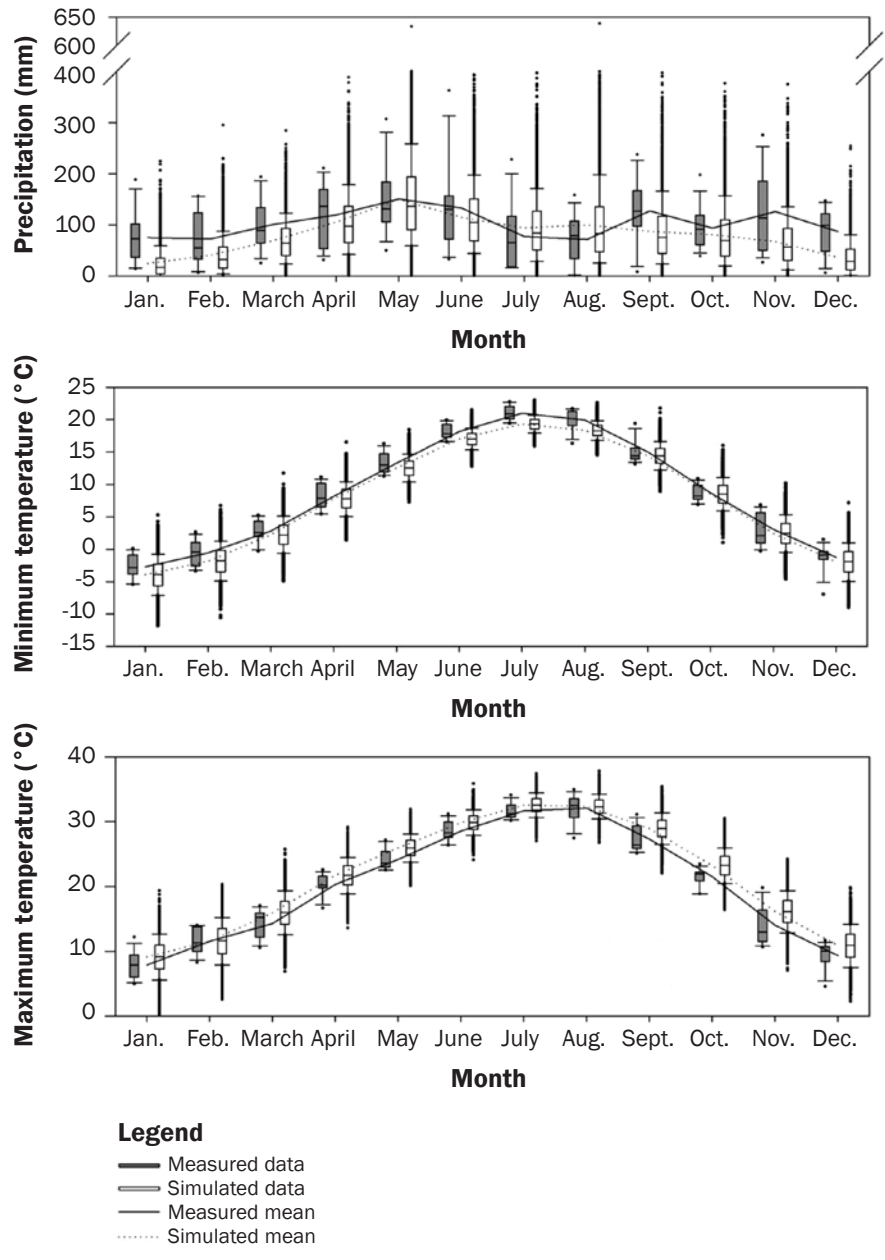 Precipitation (mm)
650
600
400
300
200
100
0
Jan. Feb. March April May June July Aug. Sept. Oct. Nov. Dec.
Month
Minimum temperature (°C)
25
20
15
10
5
0
-5
-10
-15
Jan. Feb. March April May June July Aug. Sept. Oct. Nov. Dec.
Month
Maximum temperature (°C)
40
30
20
10
0
Jan. Feb. March April May June July Aug. Sept. Oct. Nov. Dec.
Month
Legend
Measured data
Simulated data
Measured mean
Simulated mean